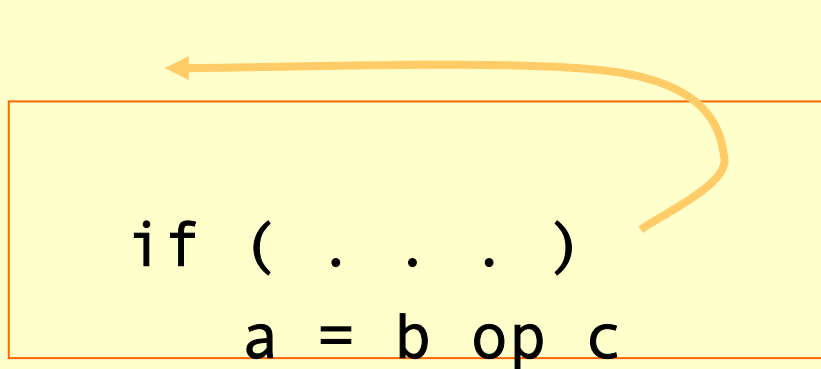 if ( . . . )
a = b op c